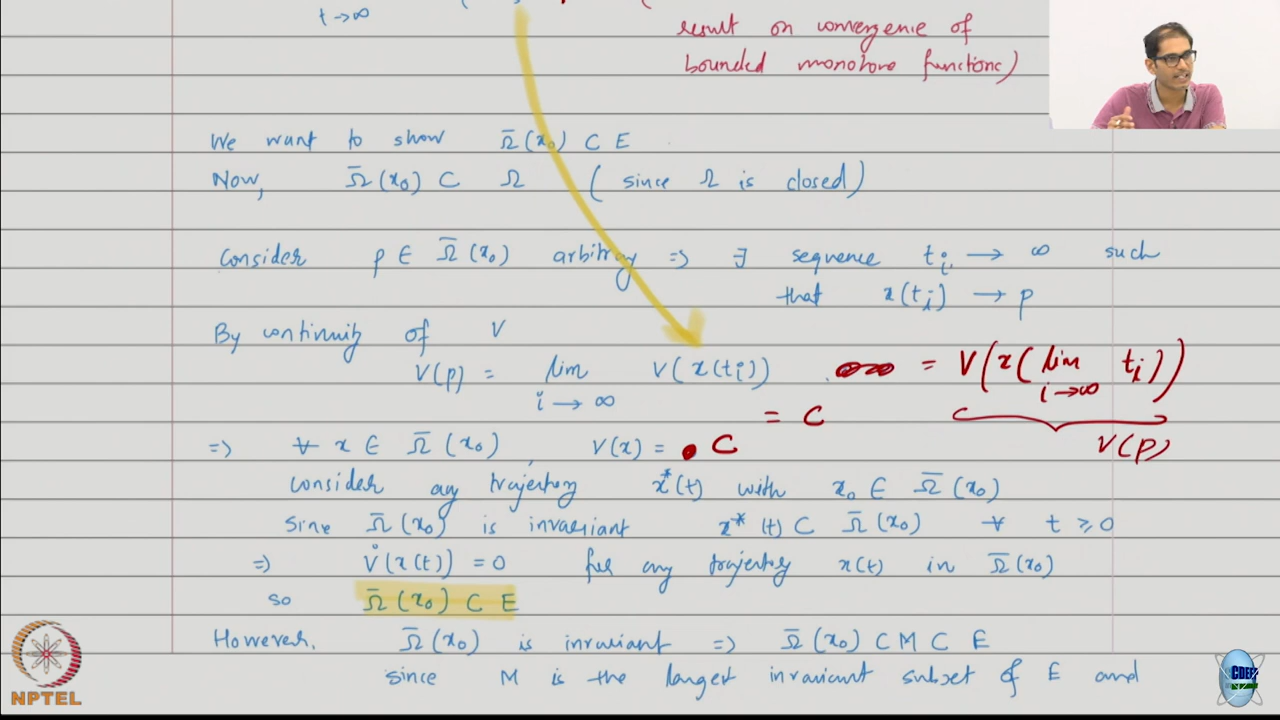 t → ∞
result on convergence of
bounded monotone functions)
We want to show Ω̄(x₀) ⊂ E
Now, Ω̄(x₀) ⊂ Ω (since Ω is closed)
Consider p ∈ Ω̄(x₀) arbitray => ∃ sequence tᵢ → ∞ such
that x(tᵢ) → p
By continuity of V
V(p) = lim V(x(tᵢ)) = V(x(lim tᵢ))
i → ∞ i→∞
= C V(p)
=> ∀ x ∈ Ω̄(x₀), V(x) = C
consider any trajectory x*(t) with x₀ ∈ Ω̄(x₀)
Since Ω̄(x₀) is invariant x*(t) ⊂ Ω̄(x₀) ∀ t ≥ 0
=> V̇(x(t)) = 0 for any trajectory x(t) in Ω̄(x₀)
so Ω̄(x₀) ⊂ E
However. Ω̄(x₀) is invariant => Ω̄(x₀) ⊂ M ⊂ E
since M is the largest invariant subset of E and
NPTEL
CDEEP